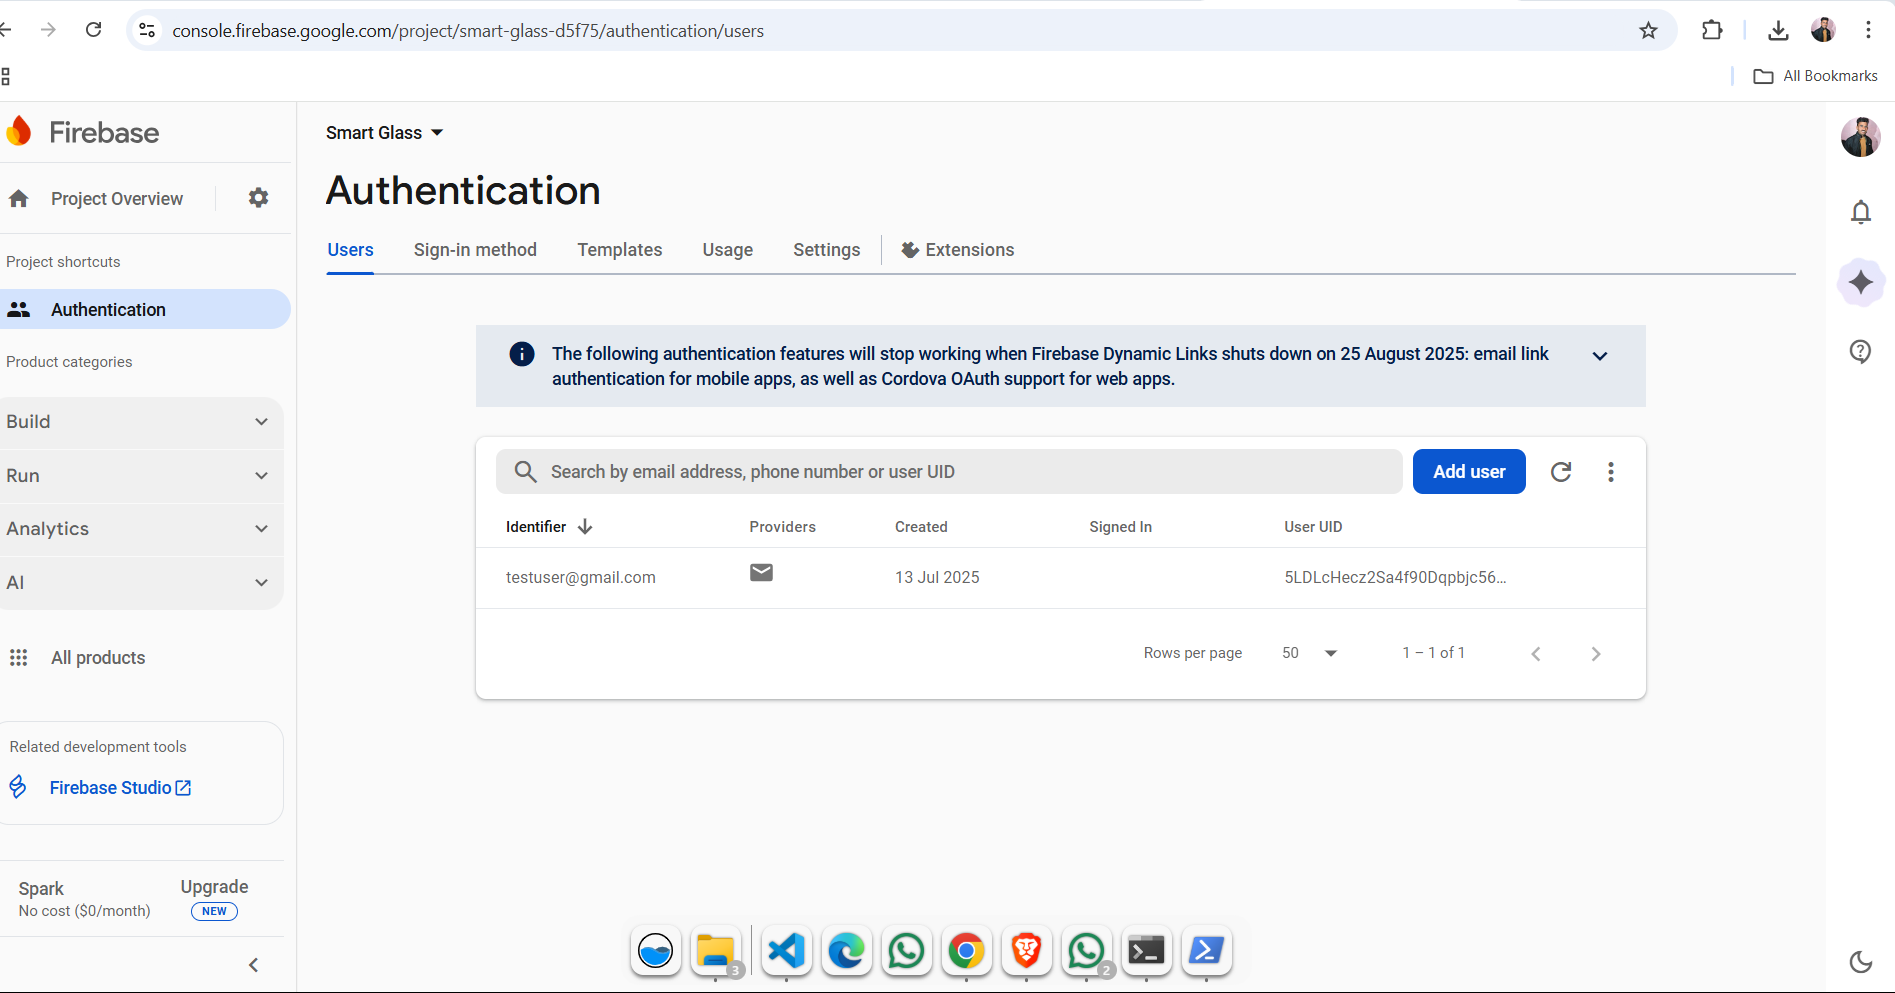 console.firebase.google.com/project/smart-glass-d5f75/authentication/users
All Bookmarks
Firebase
Project Overview
Project shortcuts
Authentication
Product categories
Build
Run
Analytics
AI
All products
Related development tools
Firebase Studio
Spark
No cost ($0/month)
Upgrade
NEW
Smart Glass
Authentication
Users Sign-in method Templates Usage Settings Extensions
The following authentication features will stop working when Firebase Dynamic Links shuts down on 25 August 2025: email link
authentication for mobile apps, as well as Cordova OAuth support for web apps.
Search by email address, phone number or user UID
Add user
Identifier Providers Created Signed In User UID
testuser@gmail.com 13 Jul 2025 5LDLcHecz2Sa4f90Dqpbjc56...
Rows per page 50 1 – 1 of 1
3
2